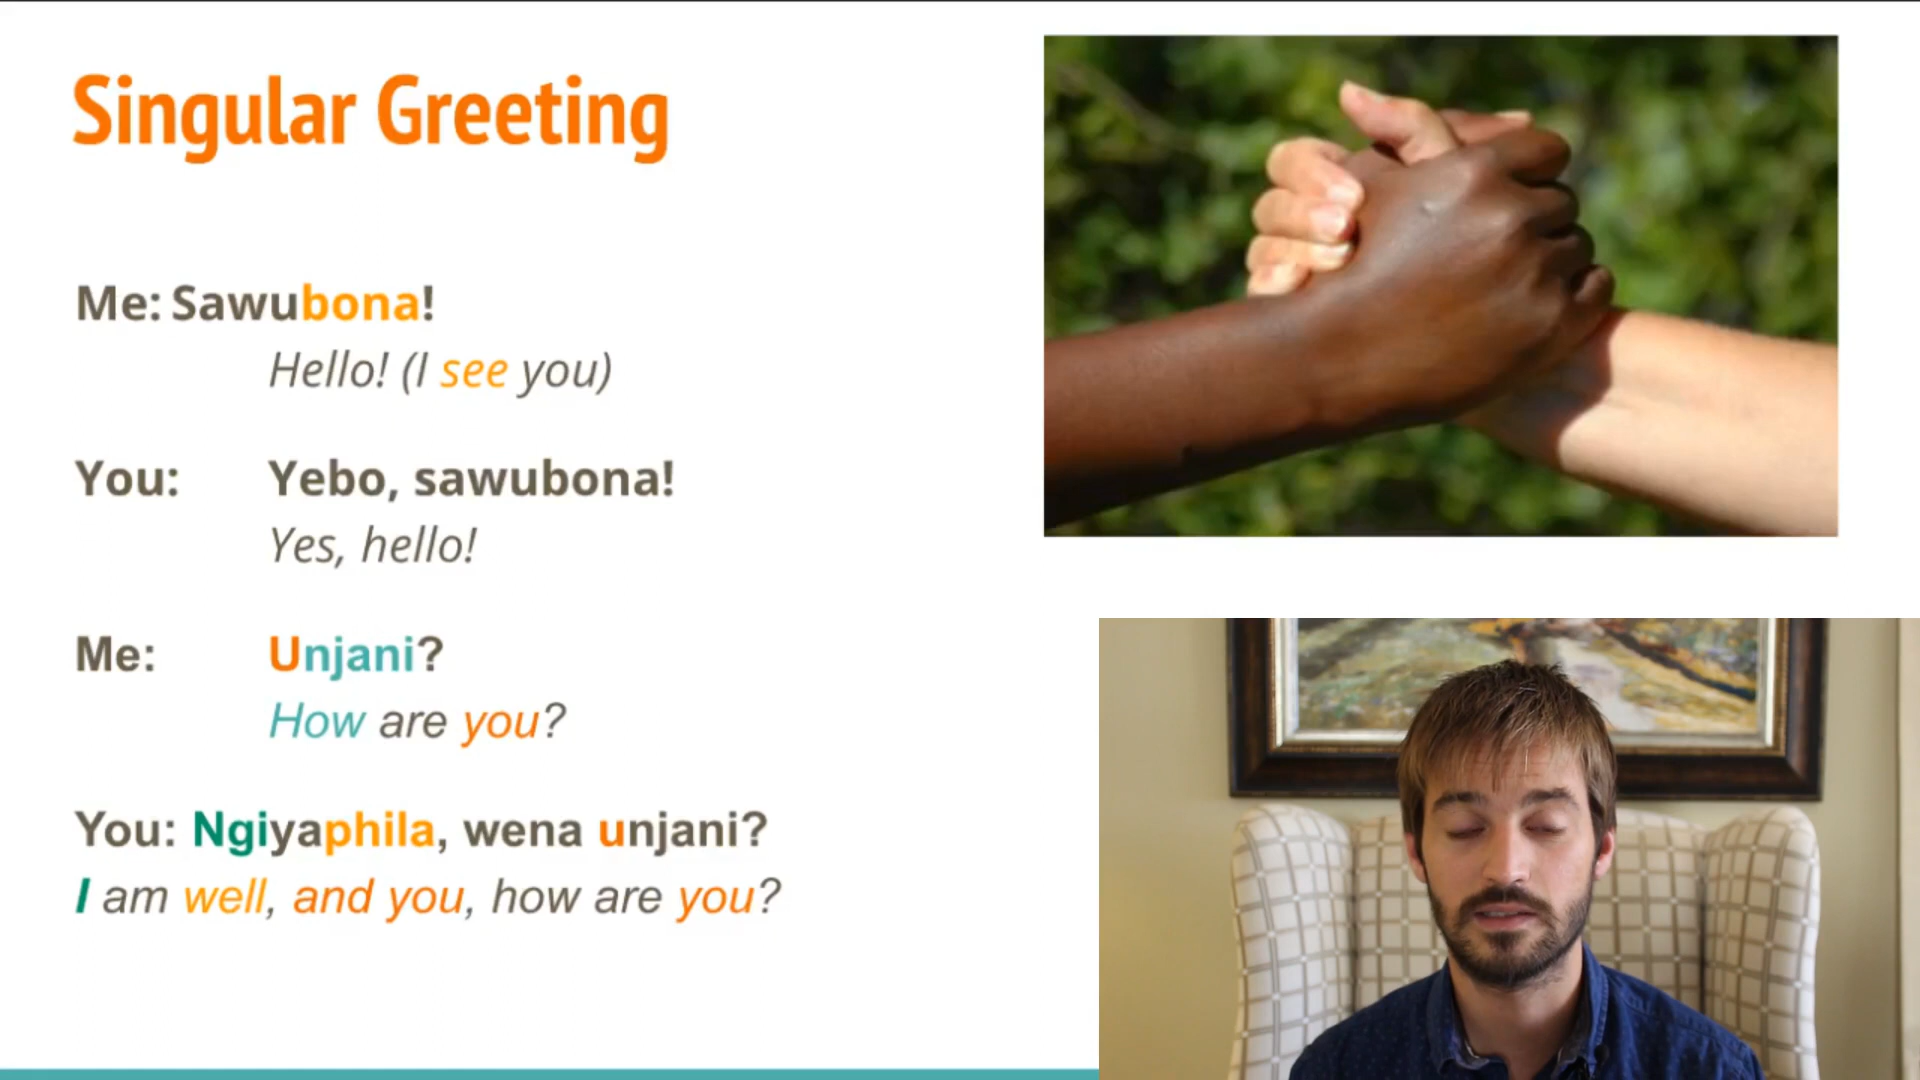 Singular Greeting
Me: Sawubona!
Hello! (I see you)
You: Yebo, sawubona!
Yes, hello!
Me: Unjani?
How are you?
You: Ngiyaphila, wena unjani?
I am well, and you, how are you?